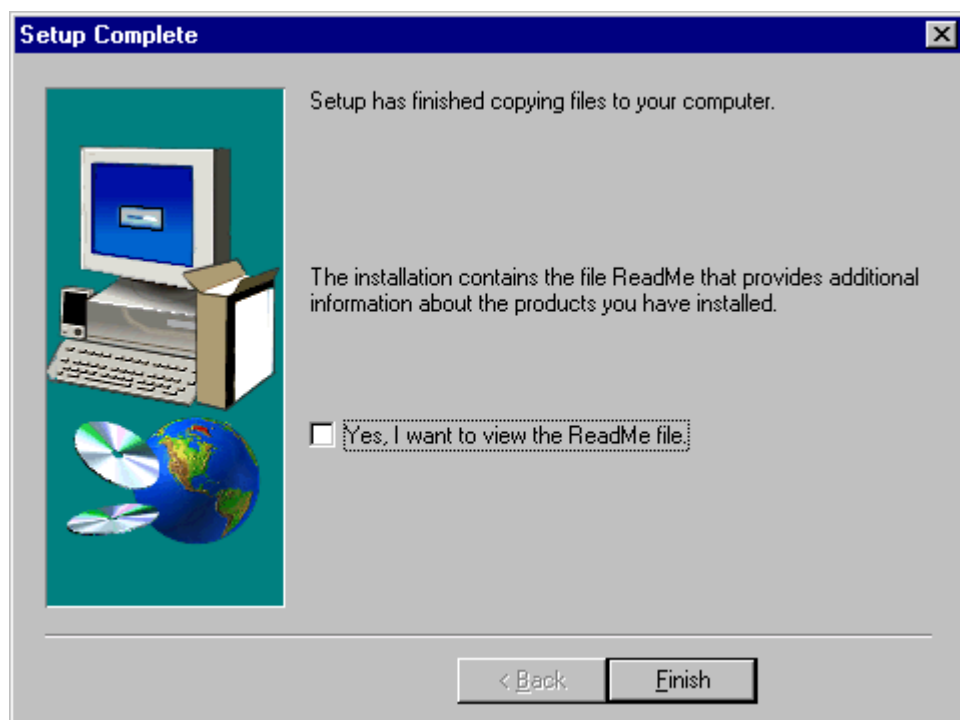 Setup Complete
Setup has finished copying files to your computer.
The installation contains the file ReadMe that provides additional
information about the products you have installed.
Yes, I want to view the ReadMe file.
< Back
Finish